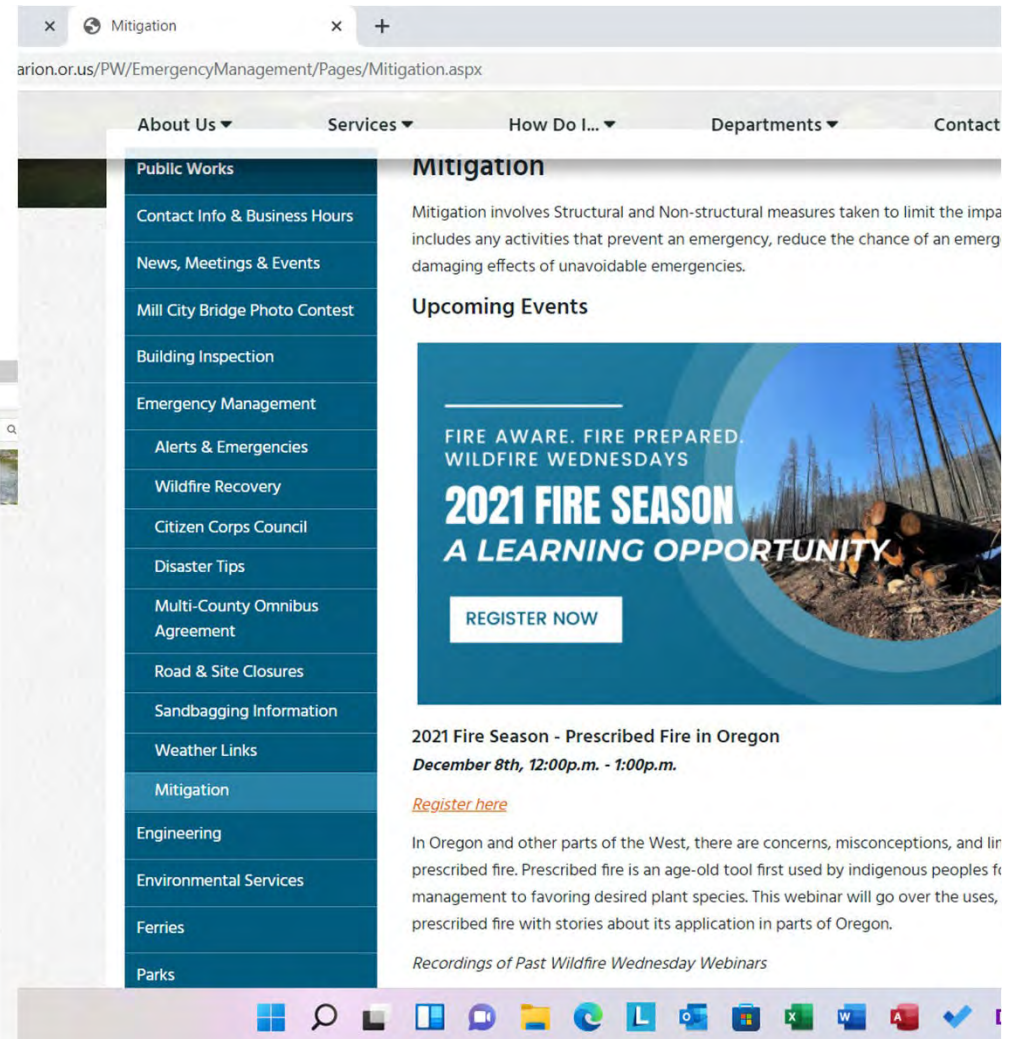 Mitigation
arion.or.us/PW/EmergencyManagement/Pages/Mitigation.aspx
About Us Services How Do I... Departments Contact
Public Works
Contact Info & Business Hours
News, Meetings & Events
Mill City Bridge Photo Contest
Building Inspection
Emergency Management
Alerts & Emergencies
Wildfire Recovery
Citizen Corps Council
Disaster Tips
Multi-County Omnibus
Agreement
Road & Site Closures
Sandbagging Information
Weather Links
Mitigation
Engineering
Environmental Services
Ferries
Parks
Mitigation
Mitigation involves Structural and Non-structural measures taken to limit the impa
includes any activities that prevent an emergency, reduce the chance of an emerg
damaging effects of unavoidable emergencies.
Upcoming Events
FIRE AWARE. FIRE PREPARED.
WILDFIRE WEDNESDAYS
2021 FIRE SEASON
A LEARNING OPPORTUNITY
REGISTER NOW
2021 Fire Season - Prescribed Fire in Oregon
December 8th, 12:00p.m. - 1:00p.m.
Register here
In Oregon and other parts of the West, there are concerns, misconceptions, and lin
prescribed fire. Prescribed fire is an age-old tool first used by indigenous peoples fo
management to favoring desired plant species. This webinar will go over the uses,
prescribed fire with stories about its application in parts of Oregon.
Recordings of Past Wildfire Wednesday Webinars